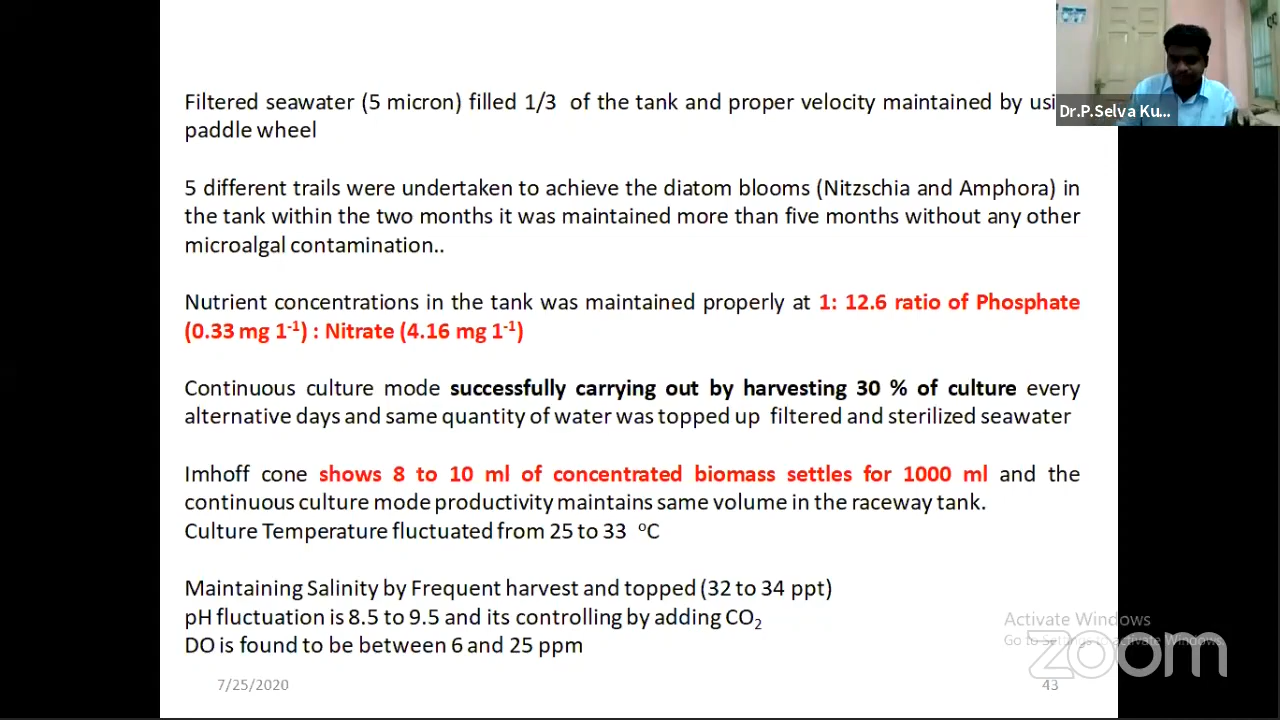 Filtered seawater (5 micron) filled 1/3 of the tank and proper velocity maintained by usi
paddle wheel
5 different trails were undertaken to achieve the diatom blooms (Nitzschia and Amphora) in
the tank within the two months it was maintained more than five months without any other
microalgal contamination..
Nutrient concentrations in the tank was maintained properly at 1: 12.6 ratio of Phosphate
(0.33 mg 1-1) : Nitrate (4.16 mg 1-1)
Continuous culture mode successfully carrying out by harvesting 30 % of culture every
alternative days and same quantity of water was topped up filtered and sterilized seawater
Imhoff cone shows 8 to 10 ml of concentrated biomass settles for 1000 ml and the
continuous culture mode productivity maintains same volume in the raceway tank.
Culture Temperature fluctuated from 25 to 33 ºC
Maintaining Salinity by Frequent harvest and topped (32 to 34 ppt)
pH fluctuation is 8.5 to 9.5 and its controlling by adding CO2
DO is found to be between 6 and 25 ppm
7/25/2020
43
Dr.P.Selva Ku...
Activate Windows
Go to Settings to activate Windows.
zoom